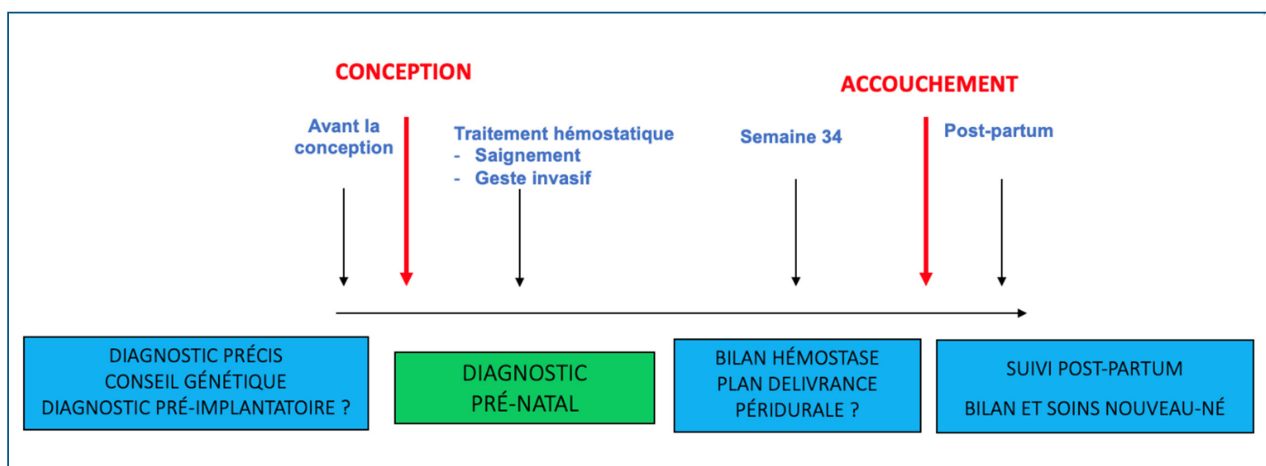 CONCEPTION
ACCOUCHEMENT
Avant la
conception
Traitement hémostatique
- Saignement
- Geste invasif
Semaine 34
Post-partum
DIAGNOSTIC PRÉCIS
CONSEIL GÉNÉTIQUE
DIAGNOSTIC PRÉ-IMPLANTATOIRE ?
DIAGNOSTIC
PRÉ-NATAL
BILAN HÉMOSTASE
PLAN DELIVRANCE
PÉRIDURALE ?
SUIVI POST-PARTUM
BILAN ET SOINS NOUVEAU-NÉ